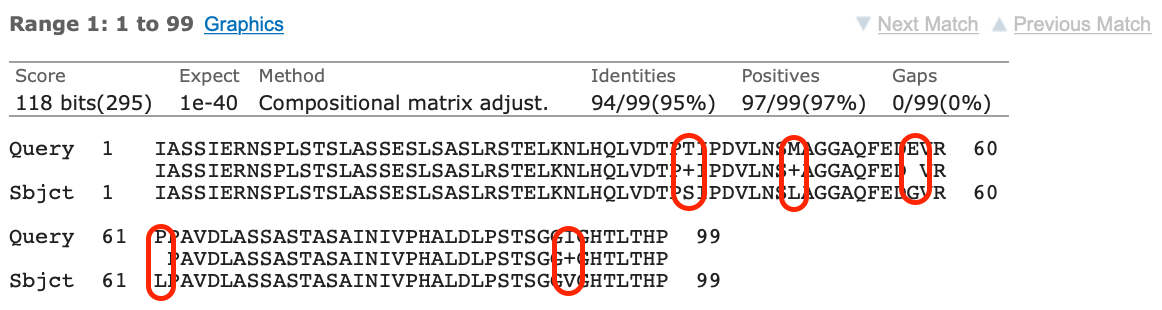 Range 1: 1 to 99 Graphics ▼ Next Match ▲ Previous Match
Score Expect Method Identities Positives Gaps
118 bits(295) 1e-40 Compositional matrix adjust. 94/99(95%) 97/99(97%) 0/99(0%)
Query 1 IASSIERNSPLSTSLASSESLSASLRSTELKNLHQLVDTPTIPDVLNSMAGGAQFEDEVR 60
IASSIERNSPLSTSLASSESLSASLRSTELKNLHQLVDTP+IPDVLNS+AGGAQFED VR
Sbjct 1 IASSIERNSPLSTSLASSESLSASLRSTELKNLHQLVDTPSIPDVLNSLAGGAQFEDGVR 60
Query 61 PPAVDLASSASTASAINIVPHALDLPSTSGGIGHTLTHP 99
PAVDLASSASTASAINIVPHALDLPSTSGG+GHTLTHP
Sbjct 61 LPAVDLASSASTASAINIVPHALDLPSTSGGVGHTLTHP 99